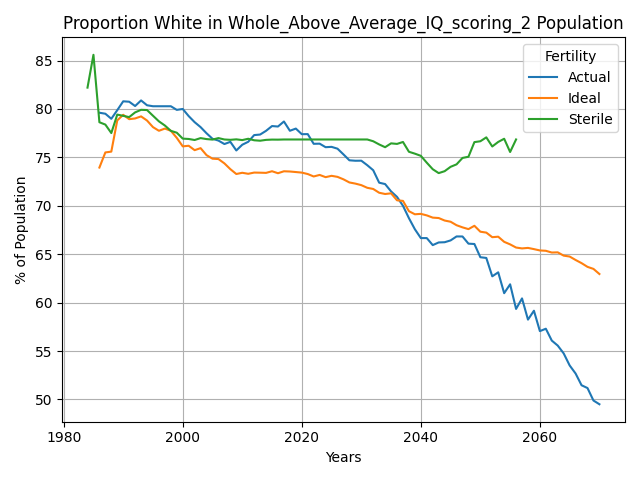 Proportion White in Whole_Above_Average_IQ_scoring_2 Population
Fertility
Actual
Ideal
Sterile
% of Population
85
80
75
70
65
60
55
50
1980
2000
2020
2040
2060
Years